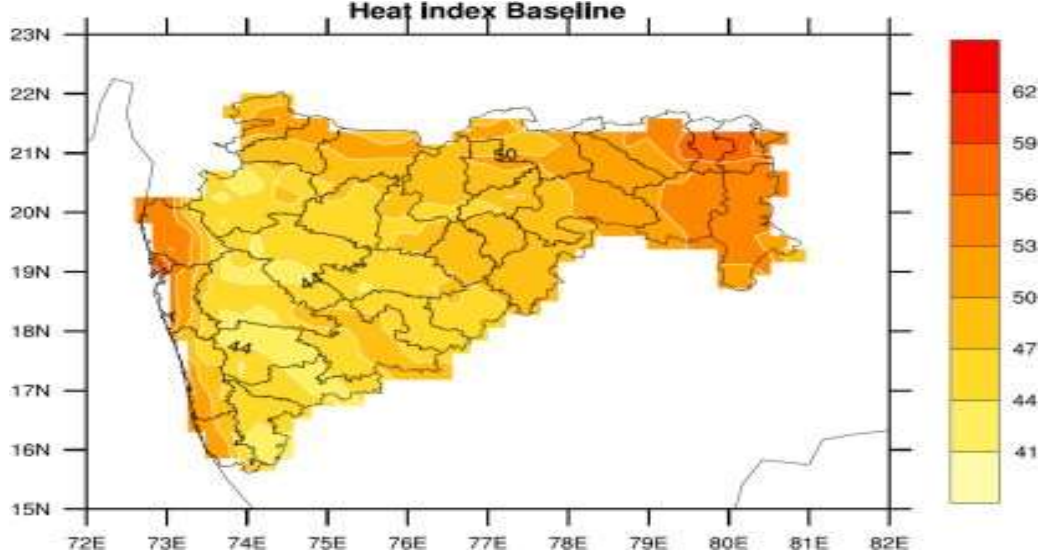 Heat Index Baseline
23N
22N
21N
20N
19N
18N
17N
16N
15N
72E 73E 74E 75E 76E 77E 78E 79E 80E 81E 82E
50
44
44
62
59
56
53
50
47
44
41